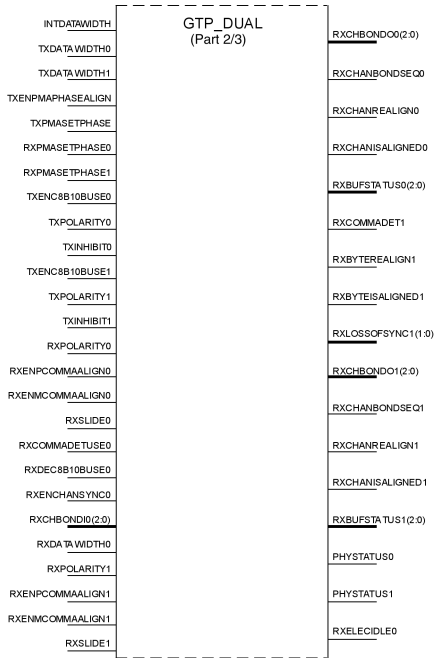 GTP_DUAL
(Part 2/3)
INTDATAWIDTH
TXDATAWIDTH0
TXDATAWIDTH1
TXENPMAPHASEALIGN
TXPMASETPHASE
RXPMASETPHASE0
RXPMASETPHASE1
TXENC8B10BUSE0
TXPOLARITY0
TXINHIBIT0
TXENC8B10BUSE1
TXPOLARITY1
TXINHIBIT1
RXPOLARITY0
RXENPCOMMAALIGN0
RXENMCOMMAALIGN0
RXSLIDE0
RXCOMMADETUSE0
RXDEC8B10BUSE0
RXENCHANSYNC0
RXCHBONDI0(2:0)
RXDATAWIDTH0
RXPOLARITY1
RXENPCOMMAALIGN1
RXENMCOMMAALIGN1
RXSLIDE1
RXCHBONDO0(2:0)
RXCHANBONDSEQ0
RXCHANREALIGN0
RXCHANISALIGNED0
RXBUFSTATUS0(2:0)
RXCOMMADET1
RXBYTEREALIGN1
RXBYTEISALIGNED1
RXLOSSOFSYNC1(1:0)
RXCHBONDO1(2:0)
RXCHANBONDSEQ1
RXCHANREALIGN1
RXCHANISALIGNED1
RXBUFSTATUS1(2:0)
PHYSTATUS0
PHYSTATUS1
RXELECIDLE0